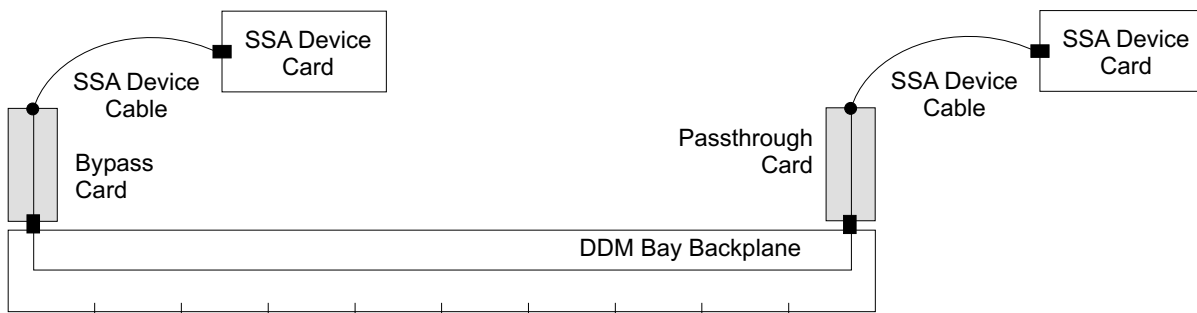 SSA Device
Card
SSA Device
Cable
Bypass
Card
SSA Device
Card
SSA Device
Cable
Passthrough
Card
DDM Bay Backplane